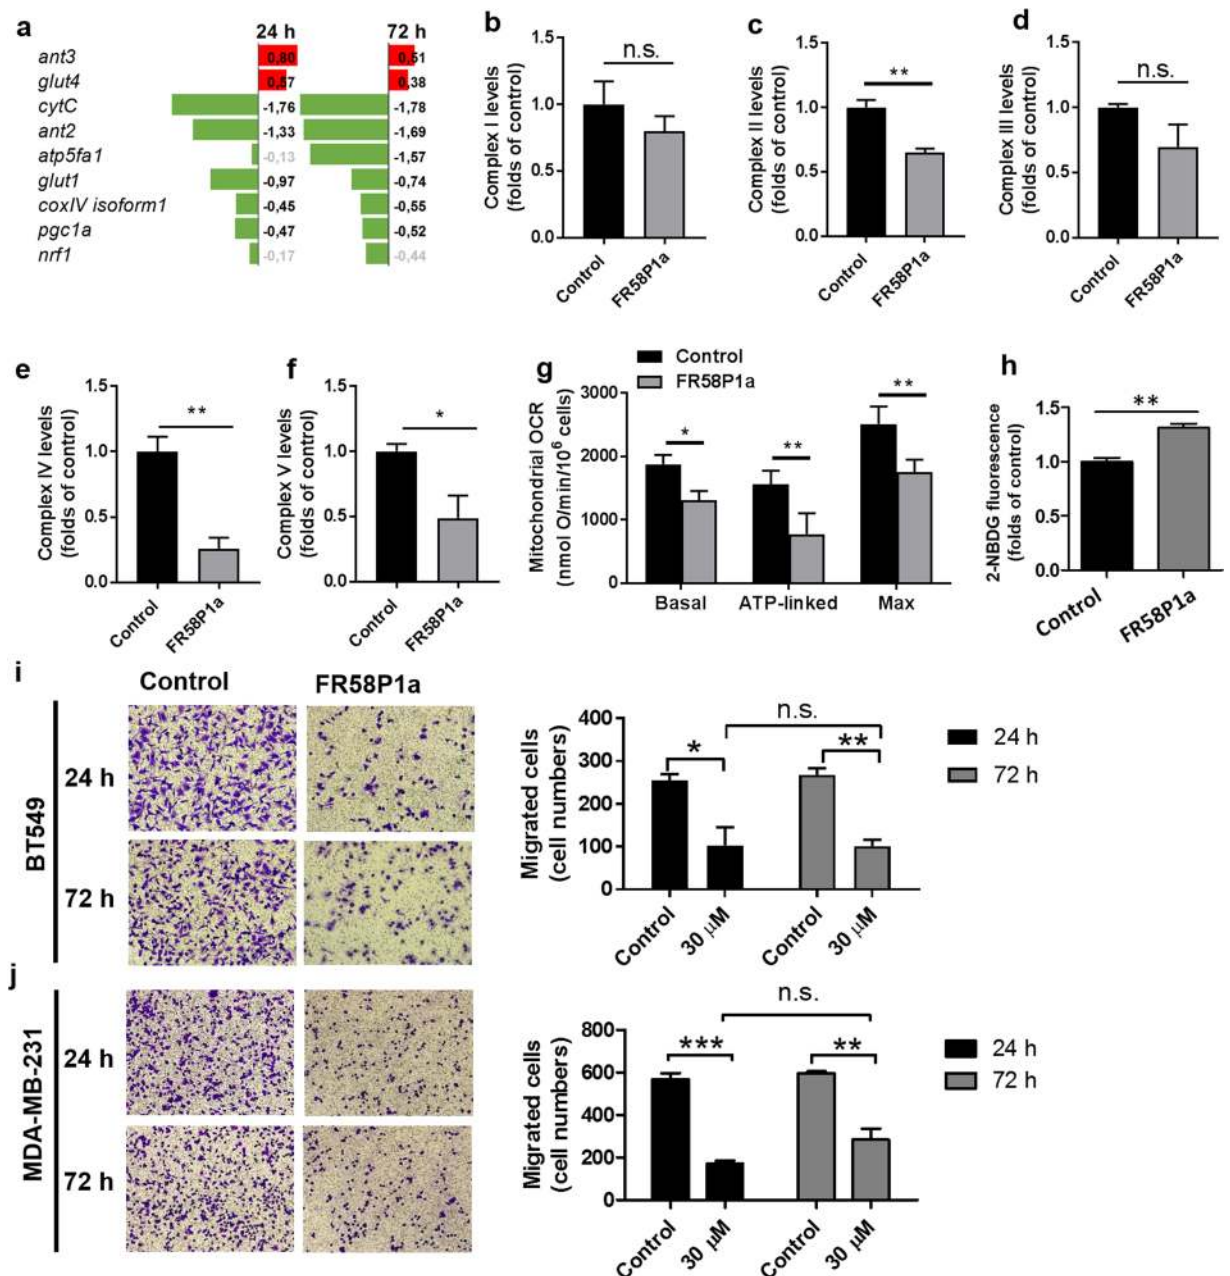 a
24 h 72 h
ant3 0,80 0,51
glut4 0,57 0,38
cytC -1,76 -1,78
ant2 -1,33 -1,69
atp5fa1 -0,13 -1,57
glut1 -0,97 -0,74
coxIV isoform1 -0,45 -0,55
pgc1a -0,47 -0,52
nrf1 -0,17 -0,44
b
Complex I levels
(folds of control)
1.5
1.0
0.5
0.0
n.s.
Control
FR58P1a
c
Complex II levels
(folds of control)
1.5
1.0
0.5
0.0
**
Control
FR58P1a
d
Complex III levels
(folds of control)
1.5
1.0
0.5
0.0
n.s.
Control
FR58P1a
e
Complex IV levels
(folds of control)
1.5
1.0
0.5
0.0
**
Control
FR58P1a
f
Complex V levels
(folds of control)
1.5
1.0
0.5
0.0
*
Control
FR58P1a
g
Control
FR58P1a
Mitochondrial OCR
(nmol O/min/10⁶ cells)
3000
2000
1000
0
*
**
**
Basal ATP-linked Max
h
2-NBDG fluorescence
(folds of control)
1.5
1.0
0.5
0.0
**
Control
FR58P1a
i
Control FR58P1a
BT549
24 h
72 h
Migrated cells
(cell numbers)
400
300
200
100
0
n.s.
* **
Control
30 µM
Control
30 µM
24 h
72 h
j
MDA-MB-231
24 h
72 h
Migrated cells
(cell numbers)
800
600
400
200
0
n.s.
*** **
Control
30 µM
Control
30 µM
24 h
72 h